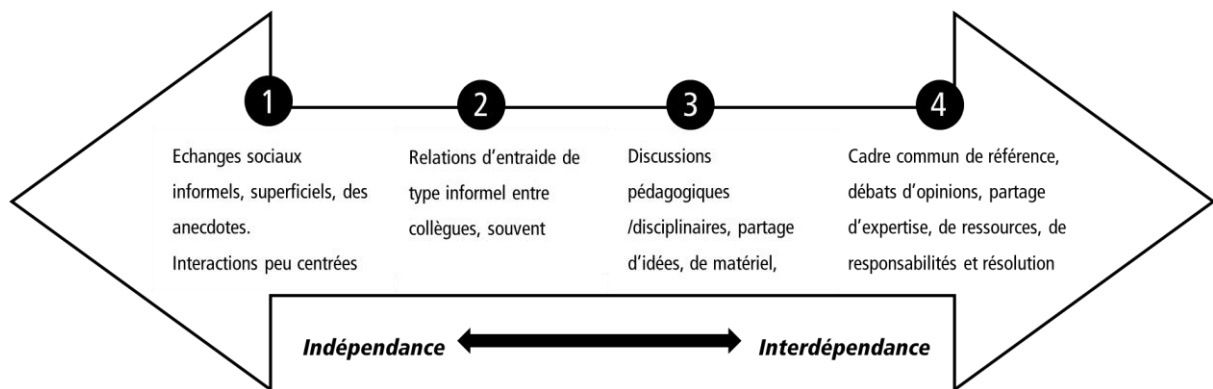 1
Echanges sociaux
informels, superficiels, des
anecdotes.
Interactions peu centrées
2
Relations d'entraide de
type informel entre
collègues, souvent
3
Discussions
pédagogiques
/disciplinaires, partage
d'idées, de matériel,
4
Cadre commun de référence,
débats d'opinions, partage
d'expertise, de ressources, de
responsabilités et résolution
Indépendance
Interdépendance